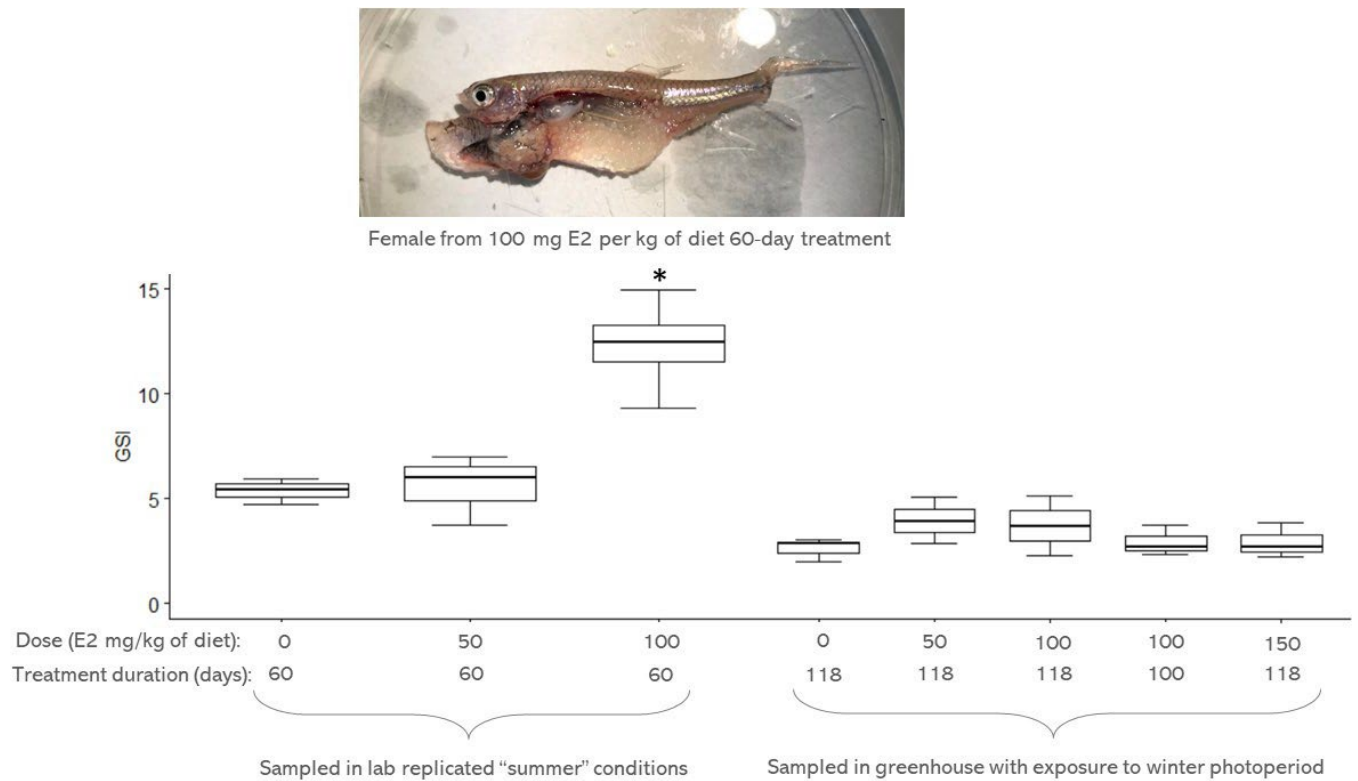 Female from 100 mg E2 per kg of diet 60-day treatment
*
15
10
GSI
5
0
Dose (E2 mg/kg of diet): 0 50 100 0 50 100 100 150
Treatment duration (days): 60 60 60 118 118 118 100 118
Sampled in lab replicated “summer” conditions
Sampled in greenhouse with exposure to winter photoperiod